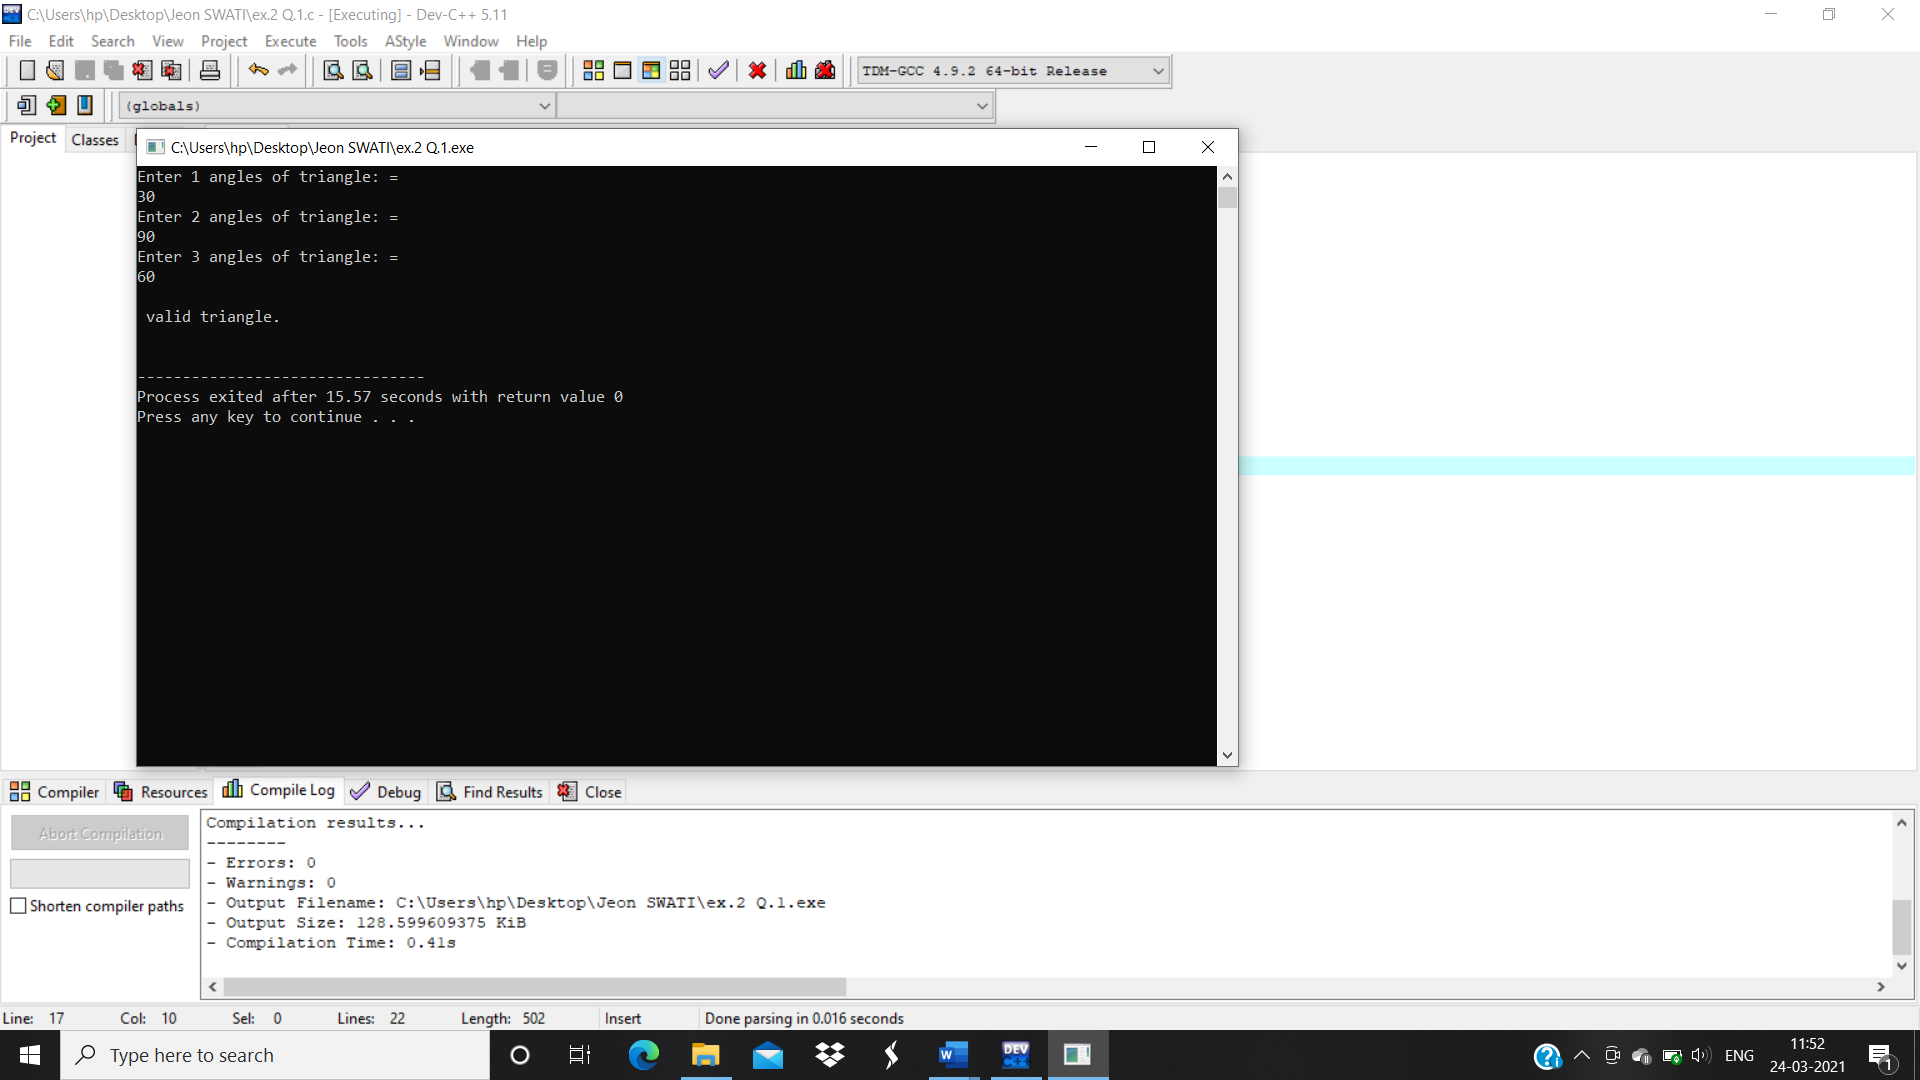 C:\Users\hp\Desktop\Jeon SWATI\ex.2 Q.1.c - [Executing] - Dev-C++ 5.11
File Edit Search View Project Execute Tools AStyle Window Help
TDM-GCC 4.9.2 64-bit Release
(globals)
Project Classes
C:\Users\hp\Desktop\Jeon SWATI\ex.2 Q.1.exe
Enter 1 angles of triangle: =
30
Enter 2 angles of triangle: =
90
Enter 3 angles of triangle: =
60
valid triangle.
--------------------------------
Process exited after 15.57 seconds with return value 0
Press any key to continue . . .
Compiler Resources Compile Log Debug Find Results Close
Abort Compilation
Shorten compiler paths
Compilation results...
--------
- Errors: 0
- Warnings: 0
- Output Filename: C:\Users\hp\Desktop\Jeon SWATI\ex.2 Q.1.exe
- Output Size: 128.599609375 KiB
- Compilation Time: 0.41s
Line: 17 Col: 10 Sel: 0 Lines: 22 Length: 502 Insert Done parsing in 0.016 seconds
Type here to search
DEV C++
ENG
11:52
24-03-2021
1